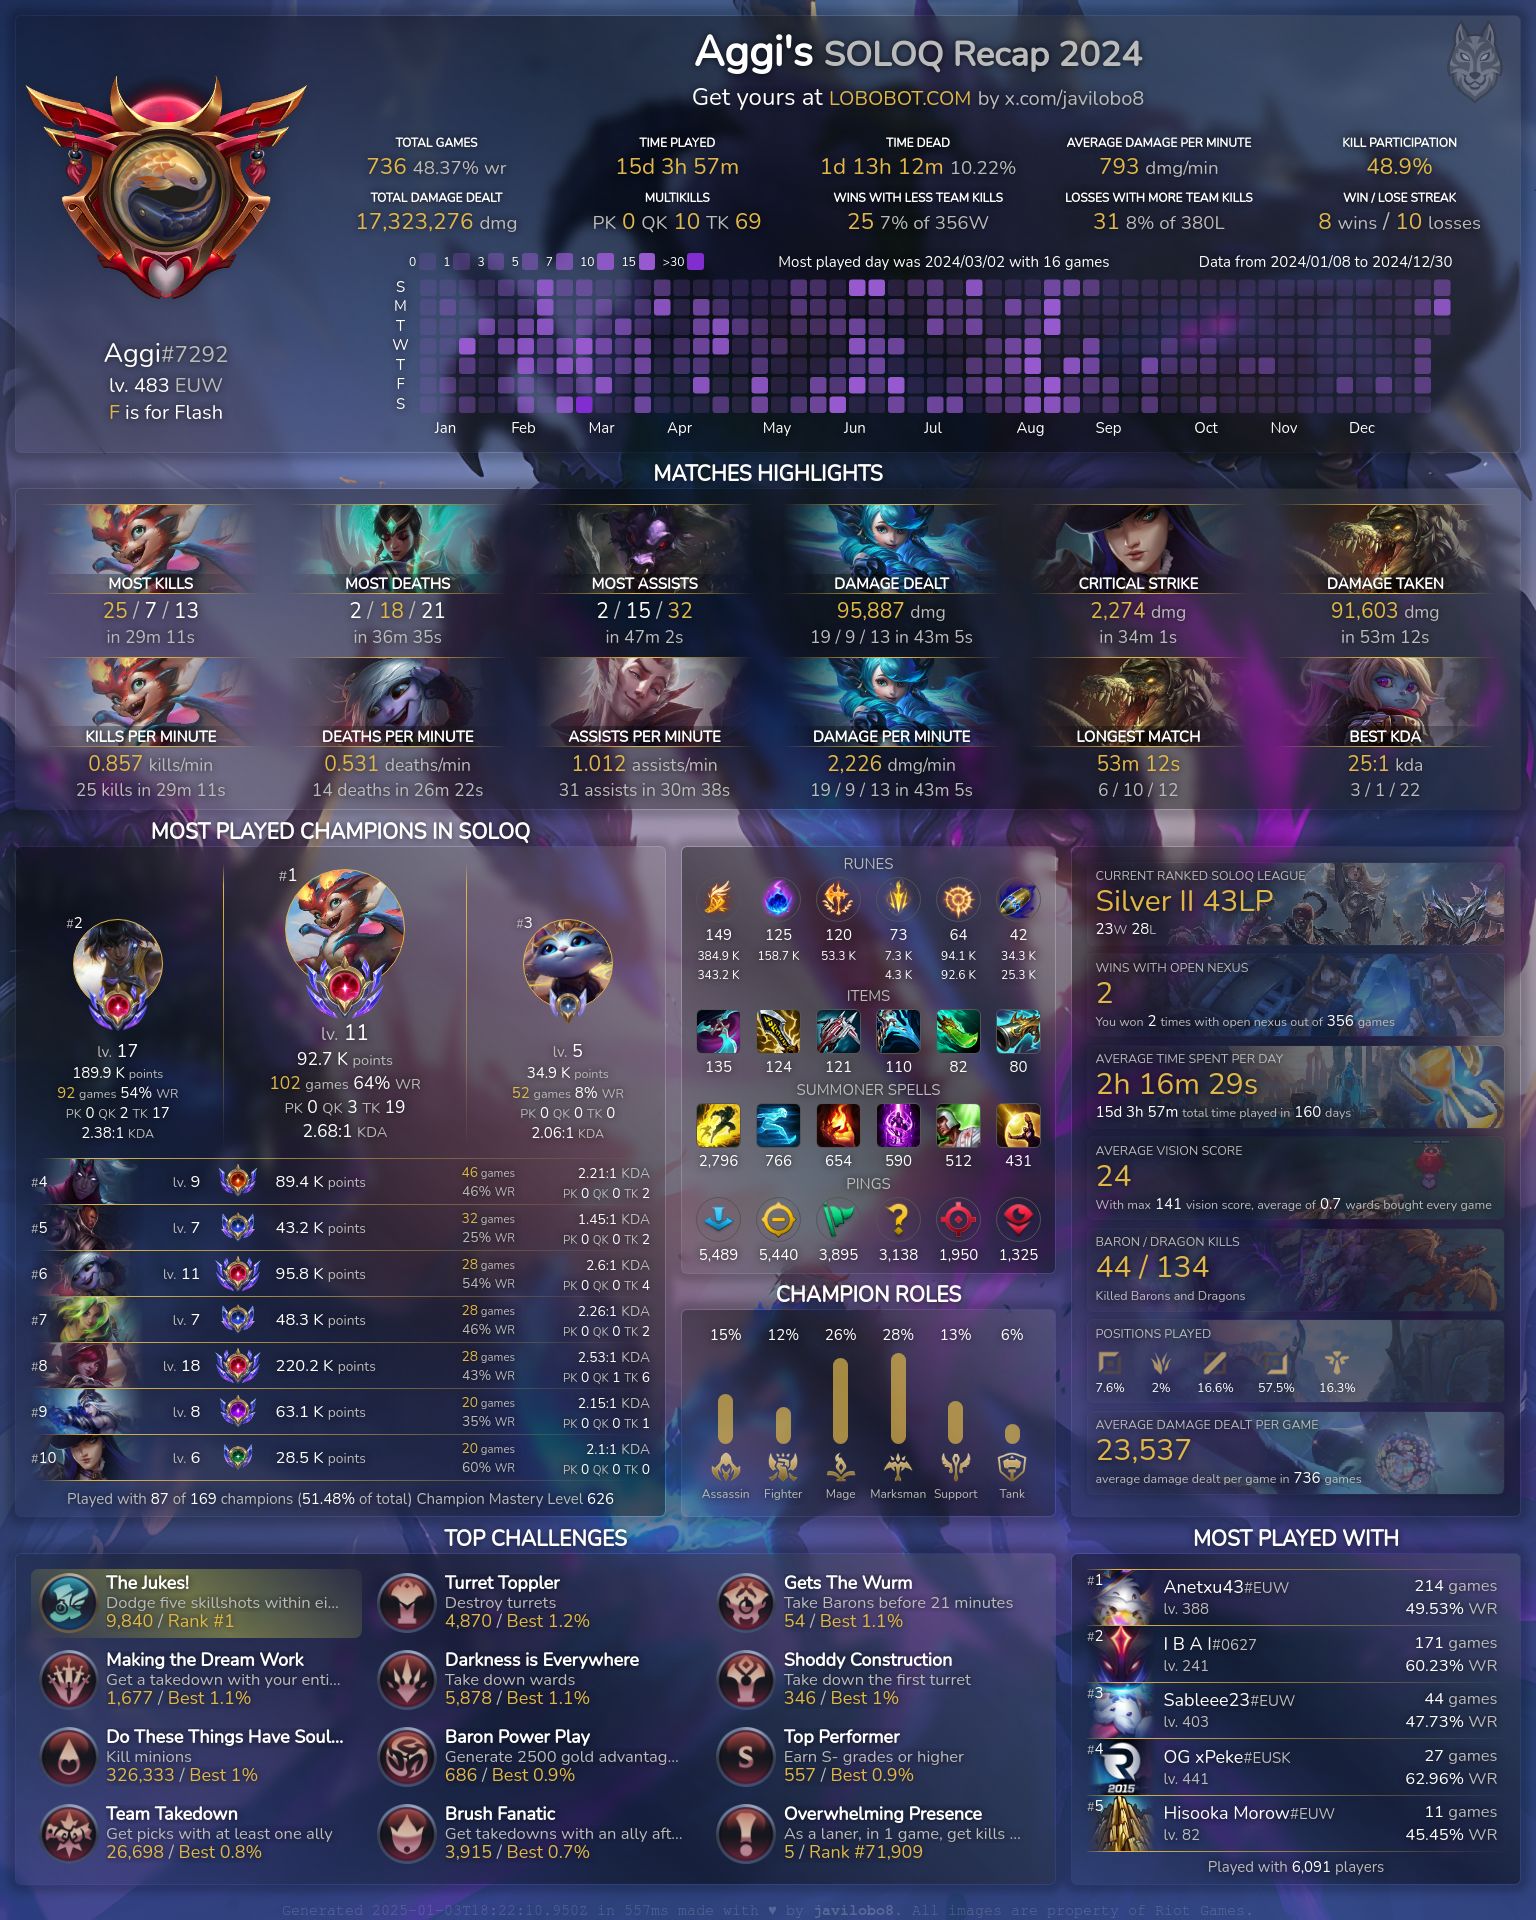 Aggi's SOLOQ Recap 2024
Get yours at LOBOBOT.COM by x.com/javilobo8
TOTAL GAMES
736 48.37% wr
TIME PLAYED
15d 3h 57m
TIME DEAD
1d 13h 12m 10.22%
AVERAGE DAMAGE PER MINUTE
793 dmg/min
KILL PARTICIPATION
48.9%
TOTAL DAMAGE DEALT
17,323,276 dmg
MULTIKILLS
PK 0 QK 10 TK 69
WINS WITH LESS TEAM KILLS
25 7% of 356W
LOSSES WITH MORE TEAM KILLS
31 8% of 380L
WIN / LOSE STREAK
8 wins / 10 losses
0 1 3 5 7 10 15 >30
Most played day was 2024/03/02 with 16 games
Data from 2024/01/08 to 2024/12/30
S
M
T
W
T
F
S
Jan Feb Mar Apr May Jun Jul Aug Sep Oct Nov Dec
Aggi#7292
lv. 483 EUW
F is for Flash
MATCHES HIGHLIGHTS
MOST KILLS
25 / 7 / 13
in 29m 11s
MOST DEATHS
2 / 18 / 21
in 36m 35s
MOST ASSISTS
2 / 15 / 32
in 47m 2s
DAMAGE DEALT
95,887 dmg
19 / 9 / 13 in 43m 5s
CRITICAL STRIKE
2,274 dmg
in 34m 1s
DAMAGE TAKEN
91,603 dmg
in 53m 12s
KILLS PER MINUTE
0.857 kills/min
25 kills in 29m 11s
DEATHS PER MINUTE
0.531 deaths/min
14 deaths in 26m 22s
ASSISTS PER MINUTE
1.012 assists/min
31 assists in 30m 38s
DAMAGE PER MINUTE
2,226 dmg/min
19 / 9 / 13 in 43m 5s
LONGEST MATCH
53m 12s
6 / 10 / 12
BEST KDA
25:1 kda
3 / 1 / 22
MOST PLAYED CHAMPIONS IN SOLOQ
#2
lv. 17
189.9 K points
92 games 54% WR
PK 0 QK 2 TK 17
2.38:1 KDA
#1
lv. 11
92.7 K points
102 games 64% WR
PK 0 QK 3 TK 19
2.68:1 KDA
#3
lv. 5
34.9 K points
52 games 8% WR
PK 0 QK 0 TK 0
2.06:1 KDA
#4 lv. 9 89.4 K points 46 games 46% WR 2.21:1 KDA PK 0 QK 0 TK 2
#5 lv. 7 43.2 K points 32 games 25% WR 1.45:1 KDA PK 0 QK 0 TK 2
#6 lv. 11 95.8 K points 28 games 54% WR 2.6:1 KDA PK 0 QK 0 TK 4
#7 lv. 7 48.3 K points 28 games 46% WR 2.26:1 KDA PK 0 QK 0 TK 2
#8 lv. 18 220.2 K points 28 games 43% WR 2.53:1 KDA PK 0 QK 1 TK 6
#9 lv. 8 63.1 K points 20 games 35% WR 2.15:1 KDA PK 0 QK 0 TK 1
#10 lv. 6 28.5 K points 20 games 60% WR 2.1:1 KDA PK 0 QK 0 TK 0
Played with 87 of 169 champions (51.48% of total) Champion Mastery Level 626
RUNES
149 125 120 73 64 42
384.9 K 158.7 K 53.3 K 7.3 K 94.1 K 34.3 K
343.2 K 4.3 K 92.6 K 25.3 K
ITEMS
135 124 121 110 82 80
SUMMONER SPELLS
2,796 766 654 590 512 431
PINGS
5,489 5,440 3,895 3,138 1,950 1,325
CHAMPION ROLES
15% 12% 26% 28% 13% 6%
Assassin Fighter Mage Marksman Support Tank
CURRENT RANKED SOLOQ LEAGUE
Silver II 43LP
23W 28L
WINS WITH OPEN NEXUS
2
You won 2 times with open nexus out of 356 games
AVERAGE TIME SPENT PER DAY
2h 16m 29s
15d 3h 57m total time played in 160 days
AVERAGE VISION SCORE
24
With max 141 vision score, average of 0.7 wards bought every game
BARON / DRAGON KILLS
44 / 134
Killed Barons and Dragons
POSITIONS PLAYED
7.6% 2% 16.6% 57.5% 16.3%
AVERAGE DAMAGE DEALT PER GAME
23,537
average damage dealt per game in 736 games
TOP CHALLENGES
The Jukes!
Dodge five skillshots within ei...
9,840 / Rank #1
Turret Toppler
Destroy turrets
4,870 / Best 1.2%
Gets The Wurm
Take Barons before 21 minutes
54 / Best 1.1%
Making the Dream Work
Get a takedown with your enti...
1,677 / Best 1.1%
Darkness is Everywhere
Take down wards
5,878 / Best 1.1%
Shoddy Construction
Take down the first turret
346 / Best 1%
Do These Things Have Soul...
Kill minions
326,333 / Best 1%
Baron Power Play
Generate 2500 gold advantag...
686 / Best 0.9%
S
Top Performer
Earn S- grades or higher
557 / Best 0.9%
Team Takedown
Get picks with at least one ally
26,698 / Best 0.8%
Brush Fanatic
Get takedowns with an ally aft...
3,915 / Best 0.7%
Overwhelming Presence
As a laner, in 1 game, get kills ...
5 / Rank #71,909
MOST PLAYED WITH
#1 Anetxu43#EUW 214 games
lv. 388 49.53% WR
#2 I B A I#0627 171 games
lv. 241 60.23% WR
#3 Sableee23#EUW 44 games
lv. 403 47.73% WR
#4 OG xPeke#EUSK 27 games
2015 lv. 441 62.96% WR
#5 Hisooka Morow#EUW 11 games
lv. 82 45.45% WR
Played with 6,091 players
Generated 2025-01-03T18:22:10.950Z in 557ms made with ♥ by javilobo8. All images are property of Riot Games.